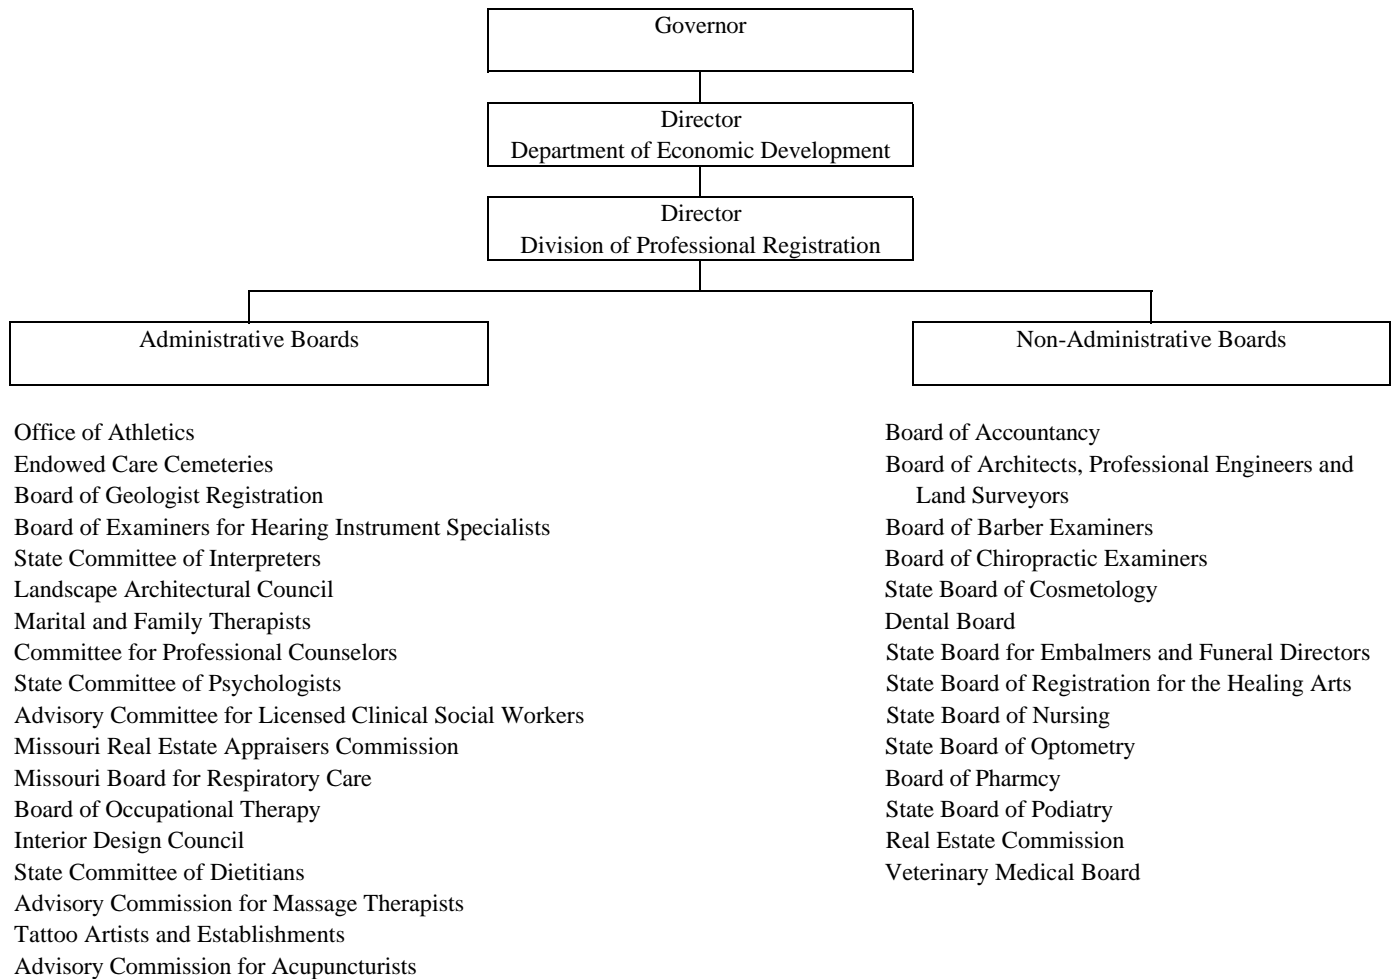 Governor
Director
Department of Economic Development
Director
Division of Professional Registration
Administrative Boards
Non-Administrative Boards
Office of Athletics
Endowed Care Cemeteries
Board of Geologist Registration
Board of Examiners for Hearing Instrument Specialists
State Committee of Interpreters
Landscape Architectural Council
Marital and Family Therapists
Committee for Professional Counselors
State Committee of Psychologists
Advisory Committee for Licensed Clinical Social Workers
Missouri Real Estate Appraisers Commission
Missouri Board for Respiratory Care
Board of Occupational Therapy
Interior Design Council
State Committee of Dietitians
Advisory Commission for Massage Therapists
Tattoo Artists and Establishments
Advisory Commission for Acupuncturists
Board of Accountancy
Board of Architects, Professional Engineers and
Land Surveyors
Board of Barber Examiners
Board of Chiropractic Examiners
State Board of Cosmetology
Dental Board
State Board for Embalmers and Funeral Directors
State Board of Registration for the Healing Arts
State Board of Nursing
State Board of Optometry
Board of Pharmcy
State Board of Podiatry
Real Estate Commission
Veterinary Medical Board